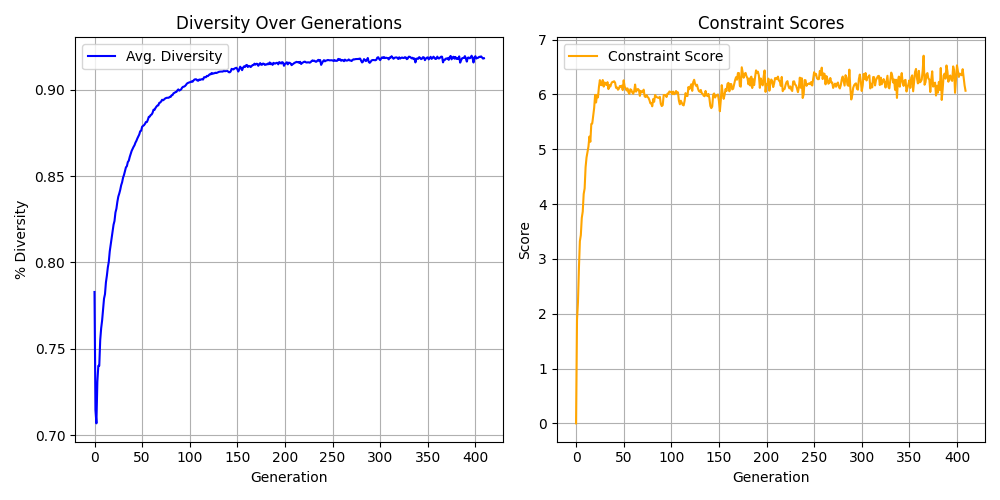 Diversity Over Generations
Avg. Diversity
% Diversity
0.90
0.85
0.80
0.75
0.70
0 50 100 150 200 250 300 350 400
Generation
Constraint Scores
Constraint Score
Score
7
6
5
4
3
2
1
0
0 50 100 150 200 250 300 350 400
Generation